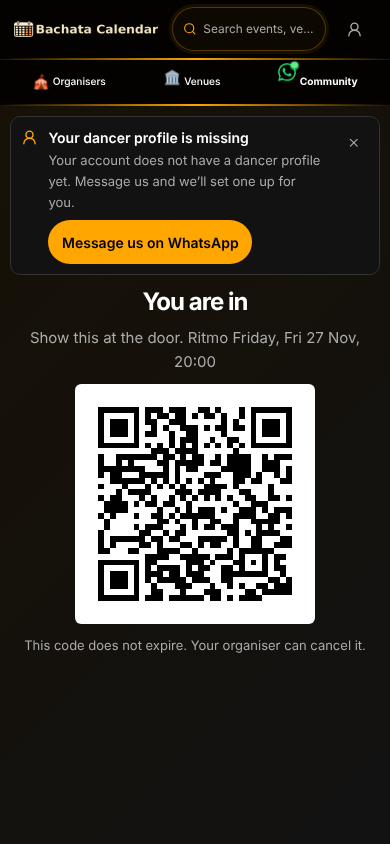 Bachata Calendar
Search events, ve...
Organisers
Venues
Community
Your dancer profile is missing
Your account does not have a dancer profile
yet. Message us and we’ll set one up for
you.
Message us on WhatsApp
You are in
Show this at the door. Ritmo Friday, Fri 27 Nov,
20:00
This code does not expire. Your organiser can cancel it.